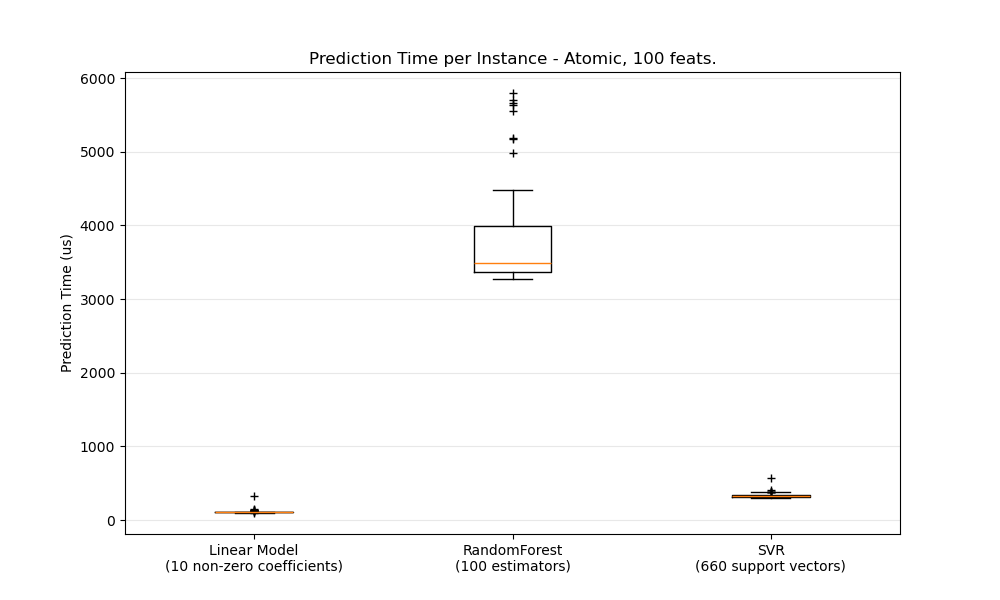 Prediction Time per Instance - Atomic, 100 feats.
6000
5000
4000
3000
2000
1000
0
Prediction Time (us)
Linear Model
(10 non-zero coefficients)
RandomForest
(100 estimators)
SVR
(660 support vectors)